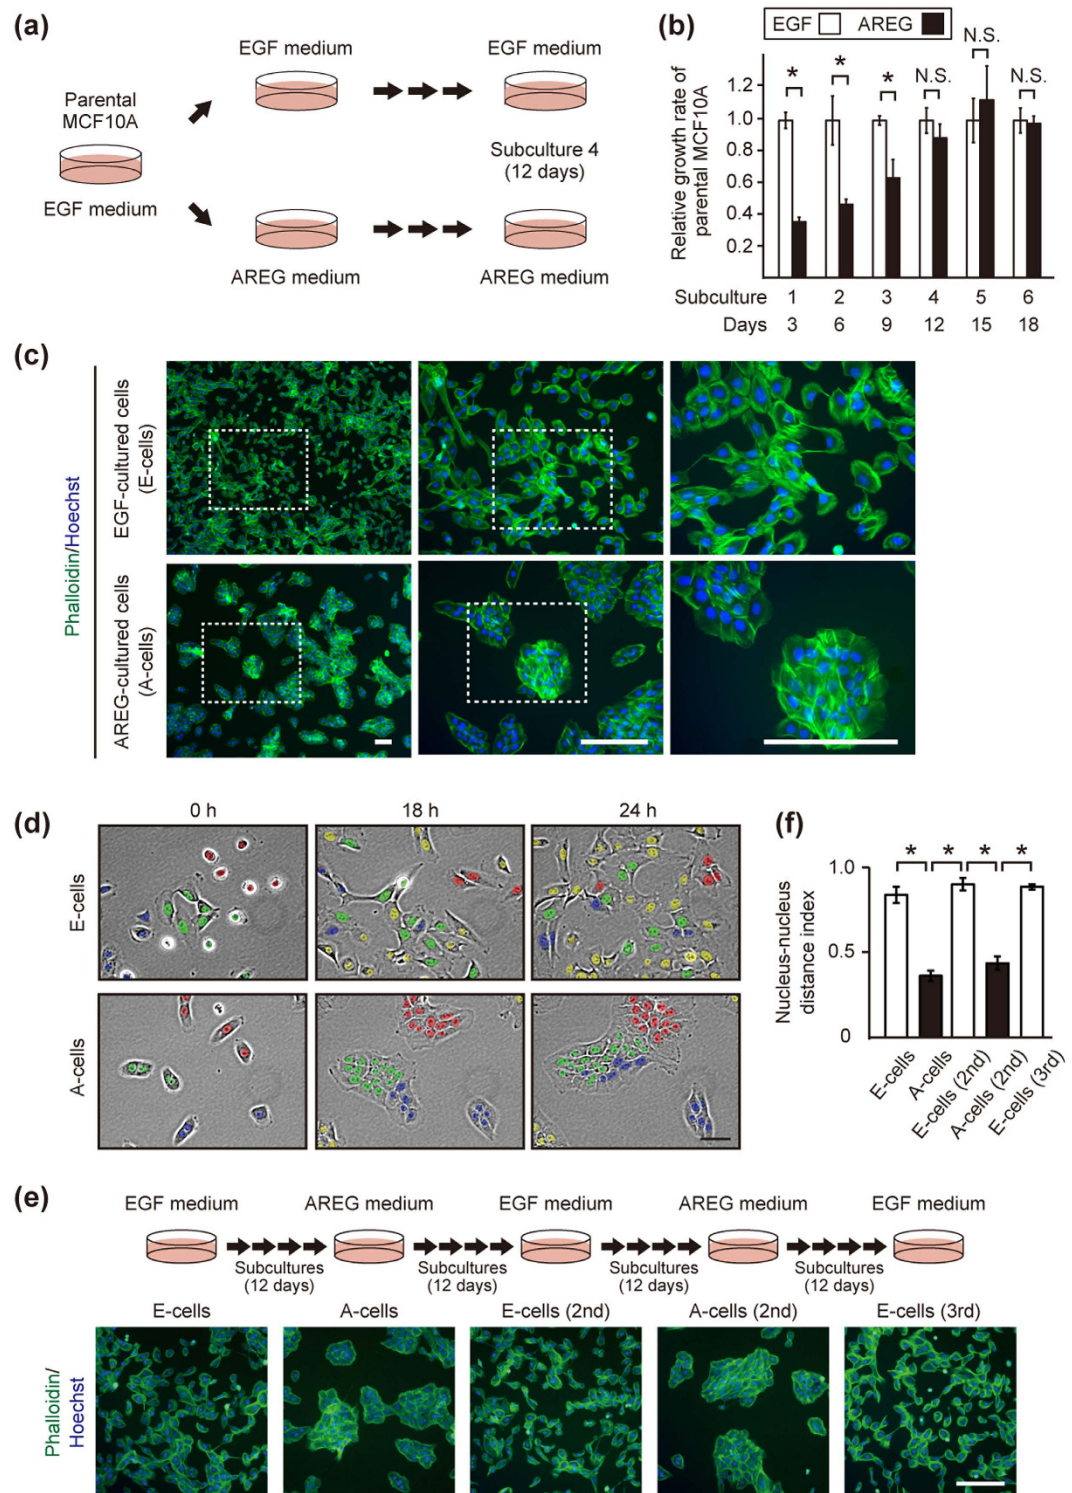 (a)
EGF medium
EGF medium
Parental
MCF10A
EGF medium
Subculture 4
(12 days)
AREG medium
AREG medium
(b)
EGF
AREG
Relative growth rate of
parental MCF10A
1.2
1.0
0.8
0.6
0.4
0.2
*
*
*
N.S.
N.S.
N.S.
Subculture 1 2 3 4 5 6
Days 3 6 9 12 15 18
(c)
Phalloidin/Hoechst
EGF-cultured cells
(E-cells)
AREG-cultured cells
(A-cells)
(d)
0 h 18 h 24 h
E-cells
A-cells
(f)
Nucleus-nucleus
distance index
1.0
0.5
0
* * * *
E-cells
A-cells
E-cells (2nd)
A-cells (2nd)
E-cells (3rd)
(e)
EGF medium AREG medium EGF medium AREG medium EGF medium
Subcultures Subcultures Subcultures Subcultures
(12 days) (12 days) (12 days) (12 days)
E-cells A-cells E-cells (2nd) A-cells (2nd) E-cells (3rd)
Phalloidin/
Hoechst